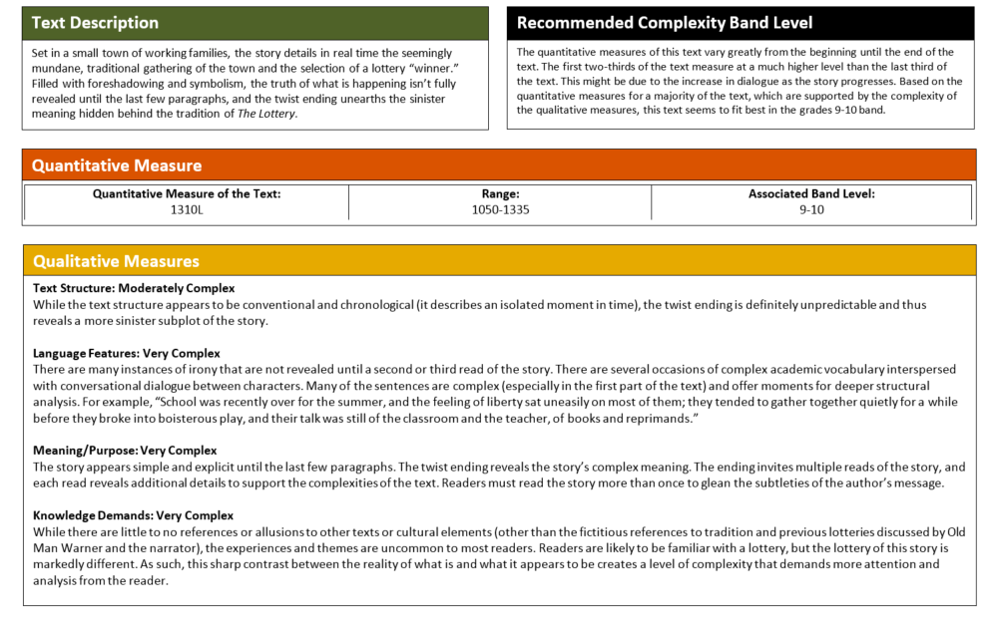 Text Description
Set in a small town of working families, the story details in real time the seemingly
mundane, traditional gathering of the town and the selection of a lottery “winner.”
Filled with foreshadowing and symbolism, the truth of what is happening isn’t fully
revealed until the last few paragraphs, and the twist ending unearths the sinister
meaning hidden behind the tradition of The Lottery.
Recommended Complexity Band Level
The quantitative measures of this text vary greatly from the beginning until the end of the
text. The first two-thirds of the text measure at a much higher level than the last third of
the text. This might be due to the increase in dialogue as the story progresses. Based on the
quantitative measures for a majority of the text, which are supported by the complexity of
the qualitative measures, this text seems to fit best in the grades 9-10 band.
Quantitative Measure
Quantitative Measure of the Text:
1310L
Range:
1050-1335
Associated Band Level:
9-10
Qualitative Measures
Text Structure: Moderately Complex
While the text structure appears to be conventional and chronological (it describes an isolated moment in time), the twist ending is definitely unpredictable and thus
reveals a more sinister subplot of the story.
Language Features: Very Complex
There are many instances of irony that are not revealed until a second or third read of the story. There are several occasions of complex academic vocabulary interspersed
with conversational dialogue between characters. Many of the sentences are complex (especially in the first part of the text) and offer moments for deeper structural
analysis. For example, “School was recently over for the summer, and the feeling of liberty sat uneasily on most of them; they tended to gather together quietly for a while
before they broke into boisterous play, and their talk was still of the classroom and the teacher, of books and reprimands.”
Meaning/Purpose: Very Complex
The story appears simple and explicit until the last few paragraphs. The twist ending reveals the story’s complex meaning. The ending invites multiple reads of the story, and
each read reveals additional details to support the complexities of the text. Readers must read the story more than once to glean the subtleties of the author’s message.
Knowledge Demands: Very Complex
While there are little to no references or allusions to other texts or cultural elements (other than the fictitious references to tradition and previous lotteries discussed by Old
Man Warner and the narrator), the experiences and themes are uncommon to most readers. Readers are likely to be familiar with a lottery, but the lottery of this story is
markedly different. As such, this sharp contrast between the reality of what is and what it appears to be creates a level of complexity that demands more attention and
analysis from the reader.